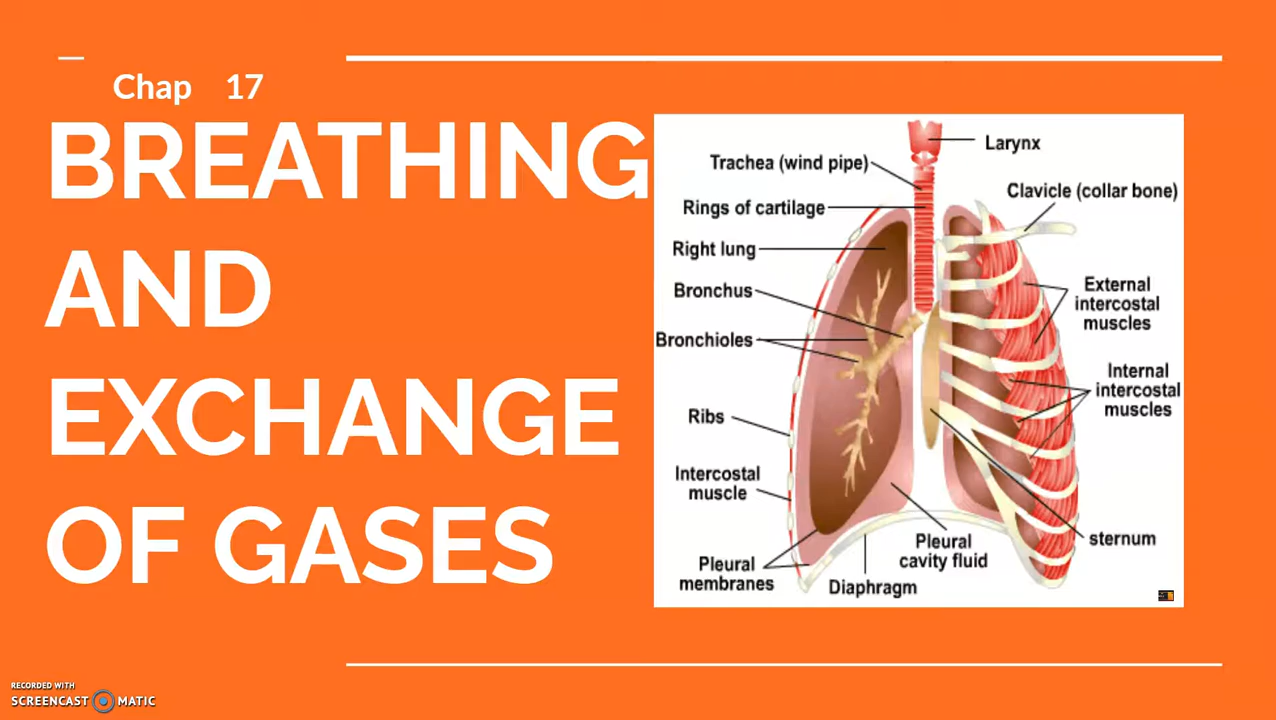 Chap 17
BREATHING
AND
EXCHANGE
OF GASES
Larynx
Trachea (wind pipe)
Clavicle (collar bone)
Rings of cartilage
Right lung
Bronchus
External
intercostal
muscles
Bronchioles
Internal
intercostal
muscles
Ribs
Intercostal
muscle
sternum
Pleural
cavity fluid
Pleural
membranes
Diaphragm
RECORDED WITH
SCREENCAST MATIC